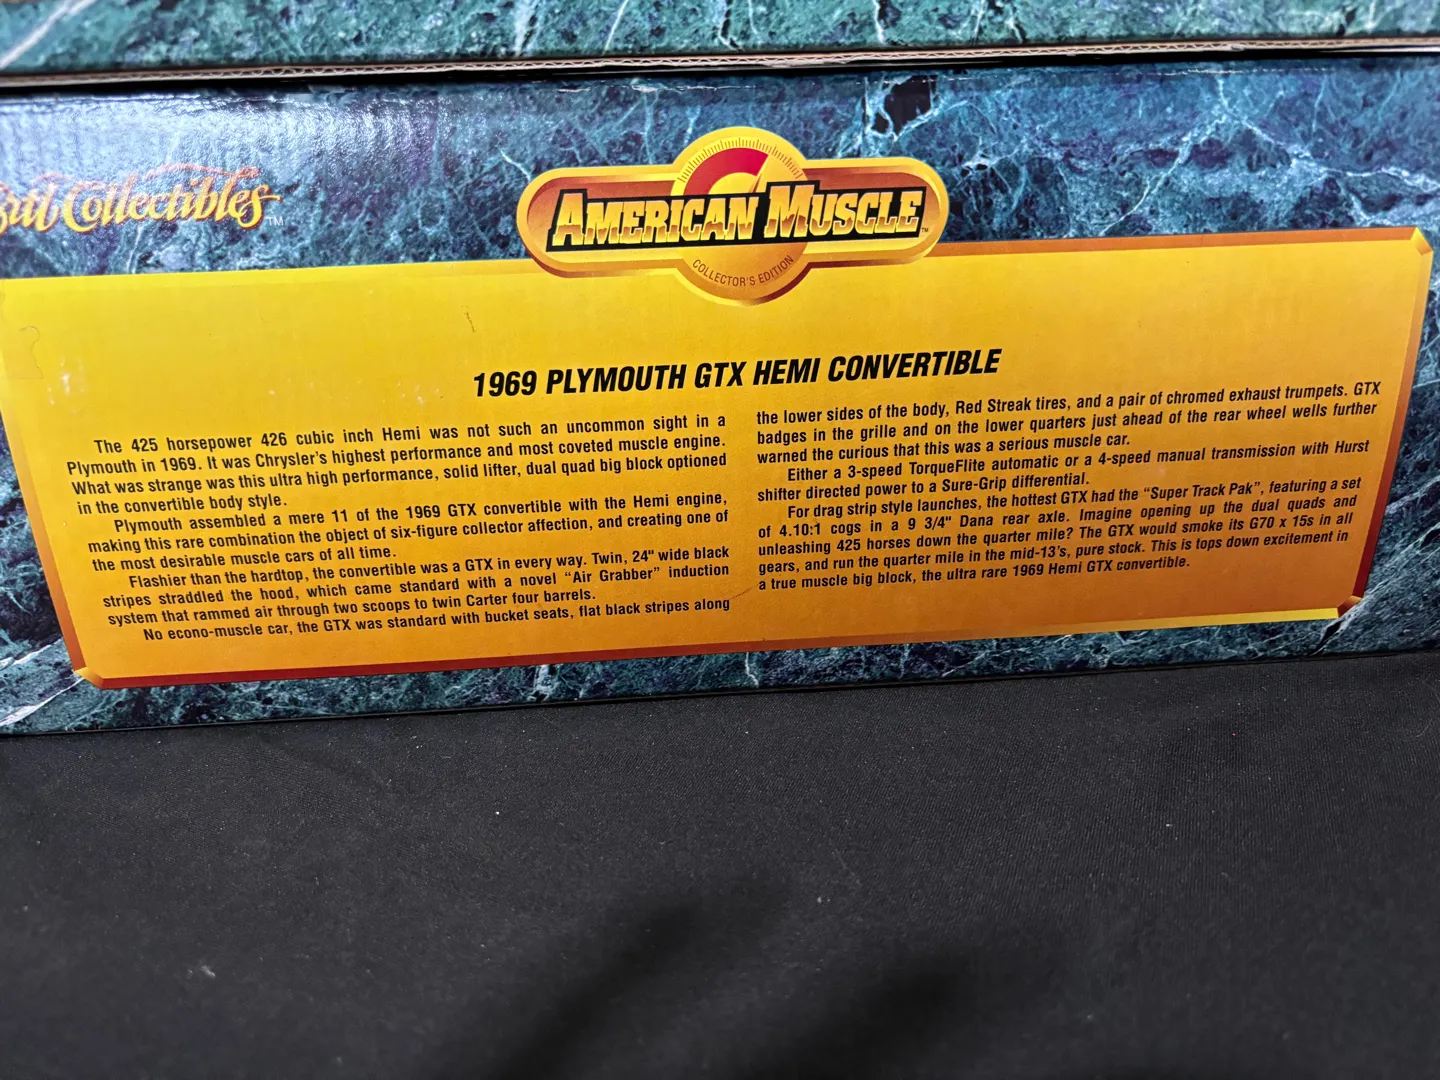 Collectibles™
AMERICAN MUSCLE™
COLLECTOR'S EDITION
1969 PLYMOUTH GTX HEMI CONVERTIBLE
The 425 horsepower 426 cubic inch Hemi was not such an uncommon sight in a
Plymouth in 1969. It was Chrysler's highest performance and most coveted muscle engine.
What was strange was this ultra high performance, solid lifter, dual quad big block optioned
in the convertible body style.
Plymouth assembled a mere 11 of the 1969 GTX convertible with the Hemi engine,
making this rare combination the object of six-figure collector affection, and creating one of
the most desirable muscle cars of all time.
Flashier than the hardtop, the convertible was a GTX in every way. Twin, 24" wide black
stripes straddled the hood, which came standard with a novel “Air Grabber” induction
system that rammed air through two scoops to twin Carter four barrels.
No econo-muscle car, the GTX was standard with bucket seats, flat black stripes along
the lower sides of the body, Red Streak tires, and a pair of chromed exhaust trumpets. GTX
badges in the grille and on the lower quarters just ahead of the rear wheel wells further
warned the curious that this was a serious muscle car.
Either a 3-speed TorqueFlite automatic or a 4-speed manual transmission with Hurst
shifter directed power to a Sure-Grip differential.
For drag strip style launches, the hottest GTX had the “Super Track Pak”, featuring a set
of 4.10:1 cogs in a 9 3/4" Dana rear axle. Imagine opening up the dual quads and
unleashing 425 horses down the quarter mile? The GTX would smoke its G70 x 15s in all
gears, and run the quarter mile in the mid-13's, pure stock. This is tops down excitement in
a true muscle big block, the ultra rare 1969 Hemi GTX convertible.